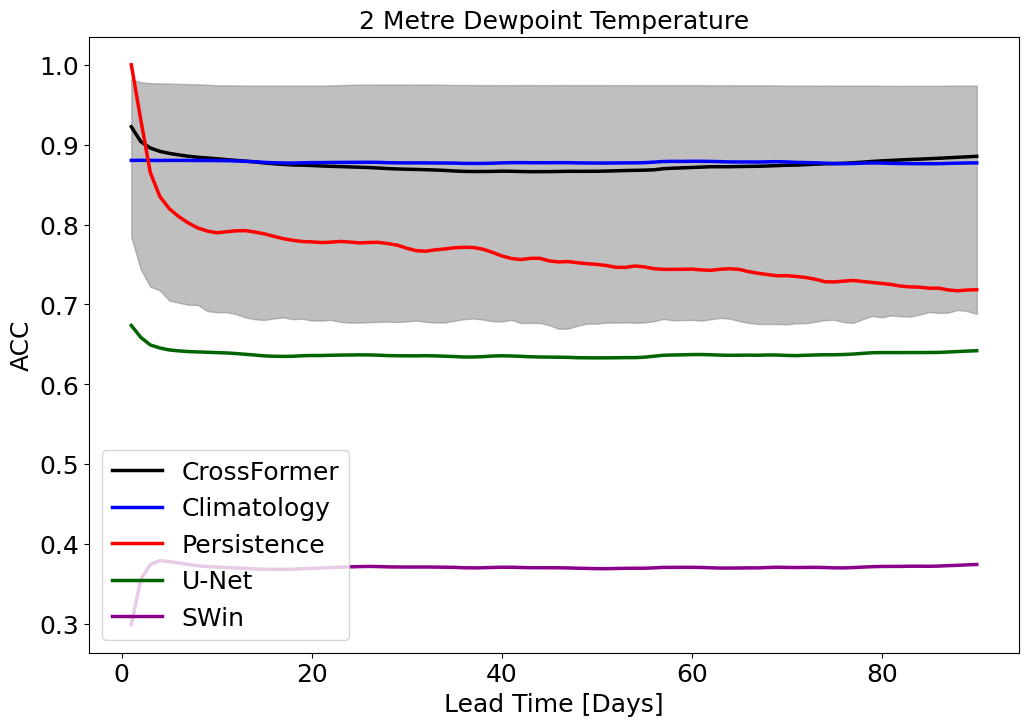 2 Metre Dewpoint Temperature
ACC
1.0
0.9
0.8
0.7
0.6
0.5
0.4
0.3
CrossFormer
Climatology
Persistence
U-Net
SWin
0 20 40 60 80
Lead Time [Days]